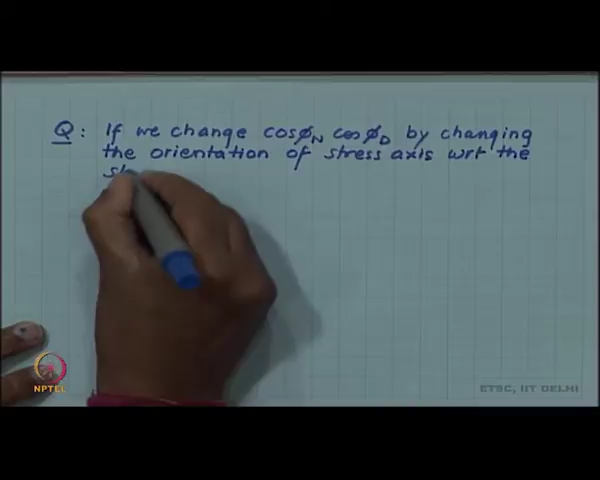 Q: If we change cosφN cosφD by changing
the orientation of stress axis wrt the
NPTEL
ETSC, IIT DELHI